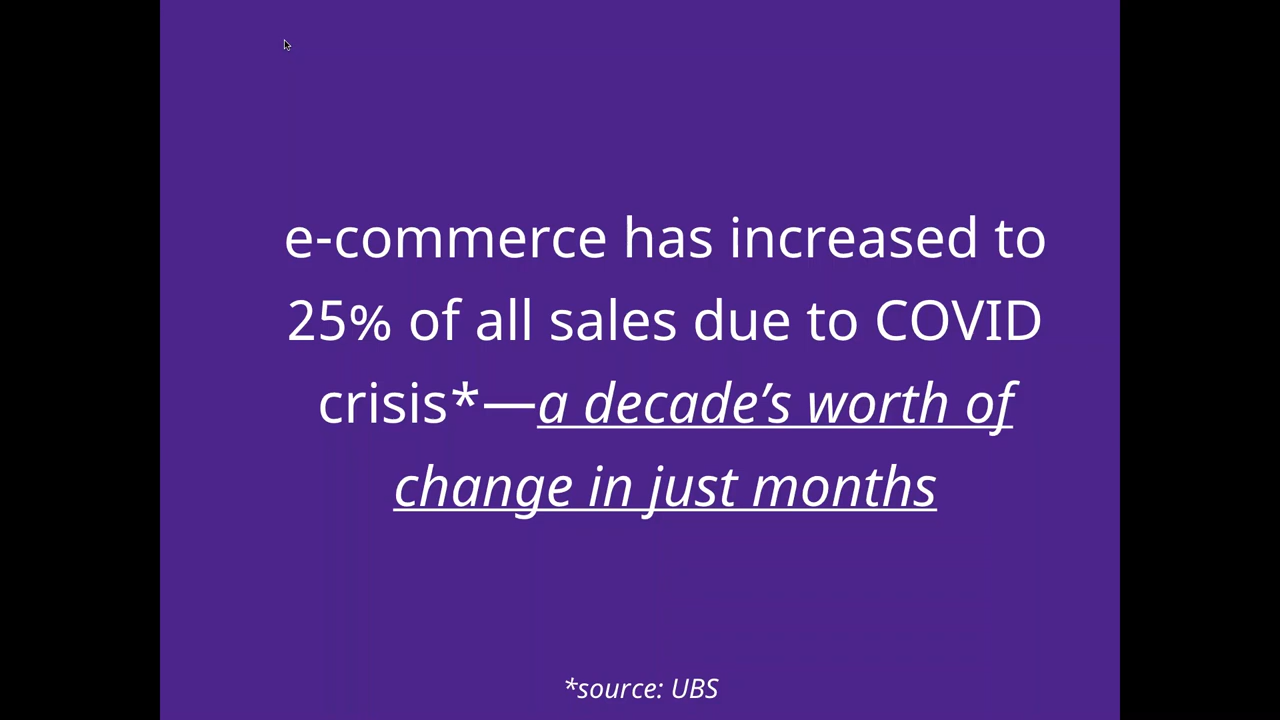 e-commerce has increased to
25% of all sales due to COVID
crisis*—a decade’s worth of
change in just months
*source: UBS